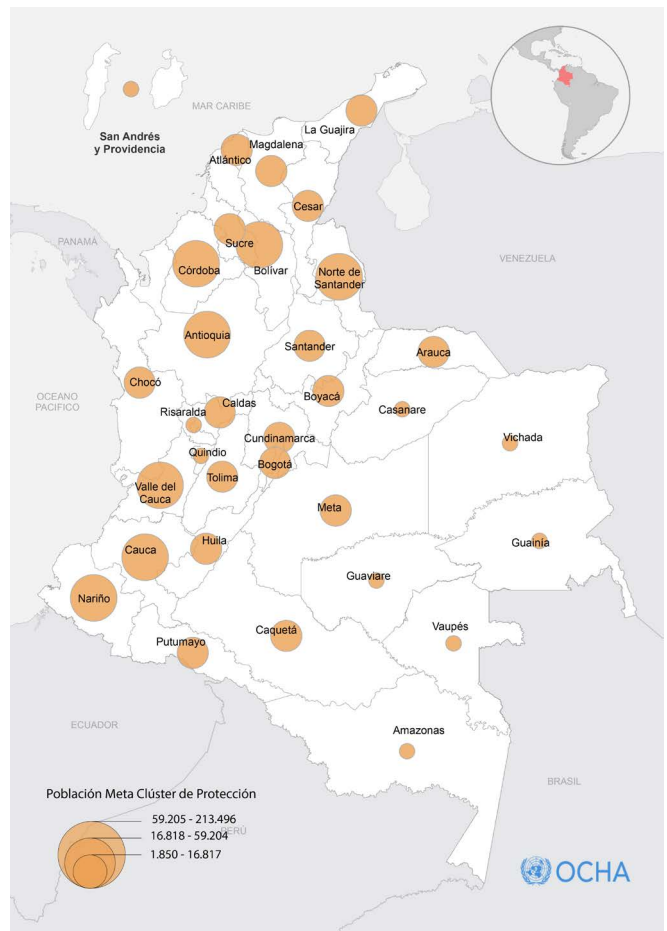 San Andrés
y Providencia
MAR CARIBE
La Guajira
Magdalena
Atlántico
Cesar
PANAMÁ
Sucre
Córdoba
Bolívar
Norte de
Santander
VENEZUELA
Antioquia
Santander
Arauca
Chocó
Boyacá
OCEANO
PACIFICO
Risaralda
Caldas
Casanare
Cundinamarca
Vichada
Quindio
Bogotá
Tolima
Valle del
Cauca
Meta
Cauca
Huila
Guainía
Guaviare
Nariño
Caquetá
Vaupés
Putumayo
ECUADOR
Amazonas
BRASIL
Población Meta Clúster de Protección
59.205 - 213.496
16.818 - 59.204
PERÚ
1.850 - 16.817
OCHA